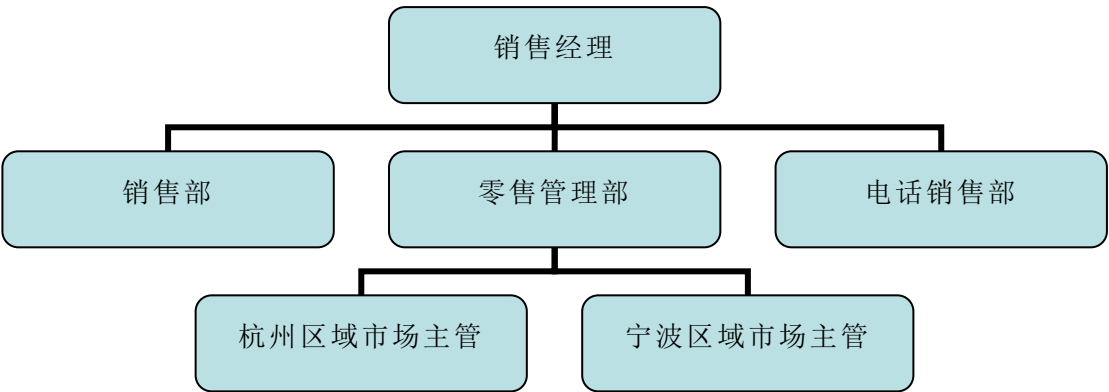 销售经理
销售部
零售管理部
电话销售部
杭州区域市场主管
宁波区域市场主管